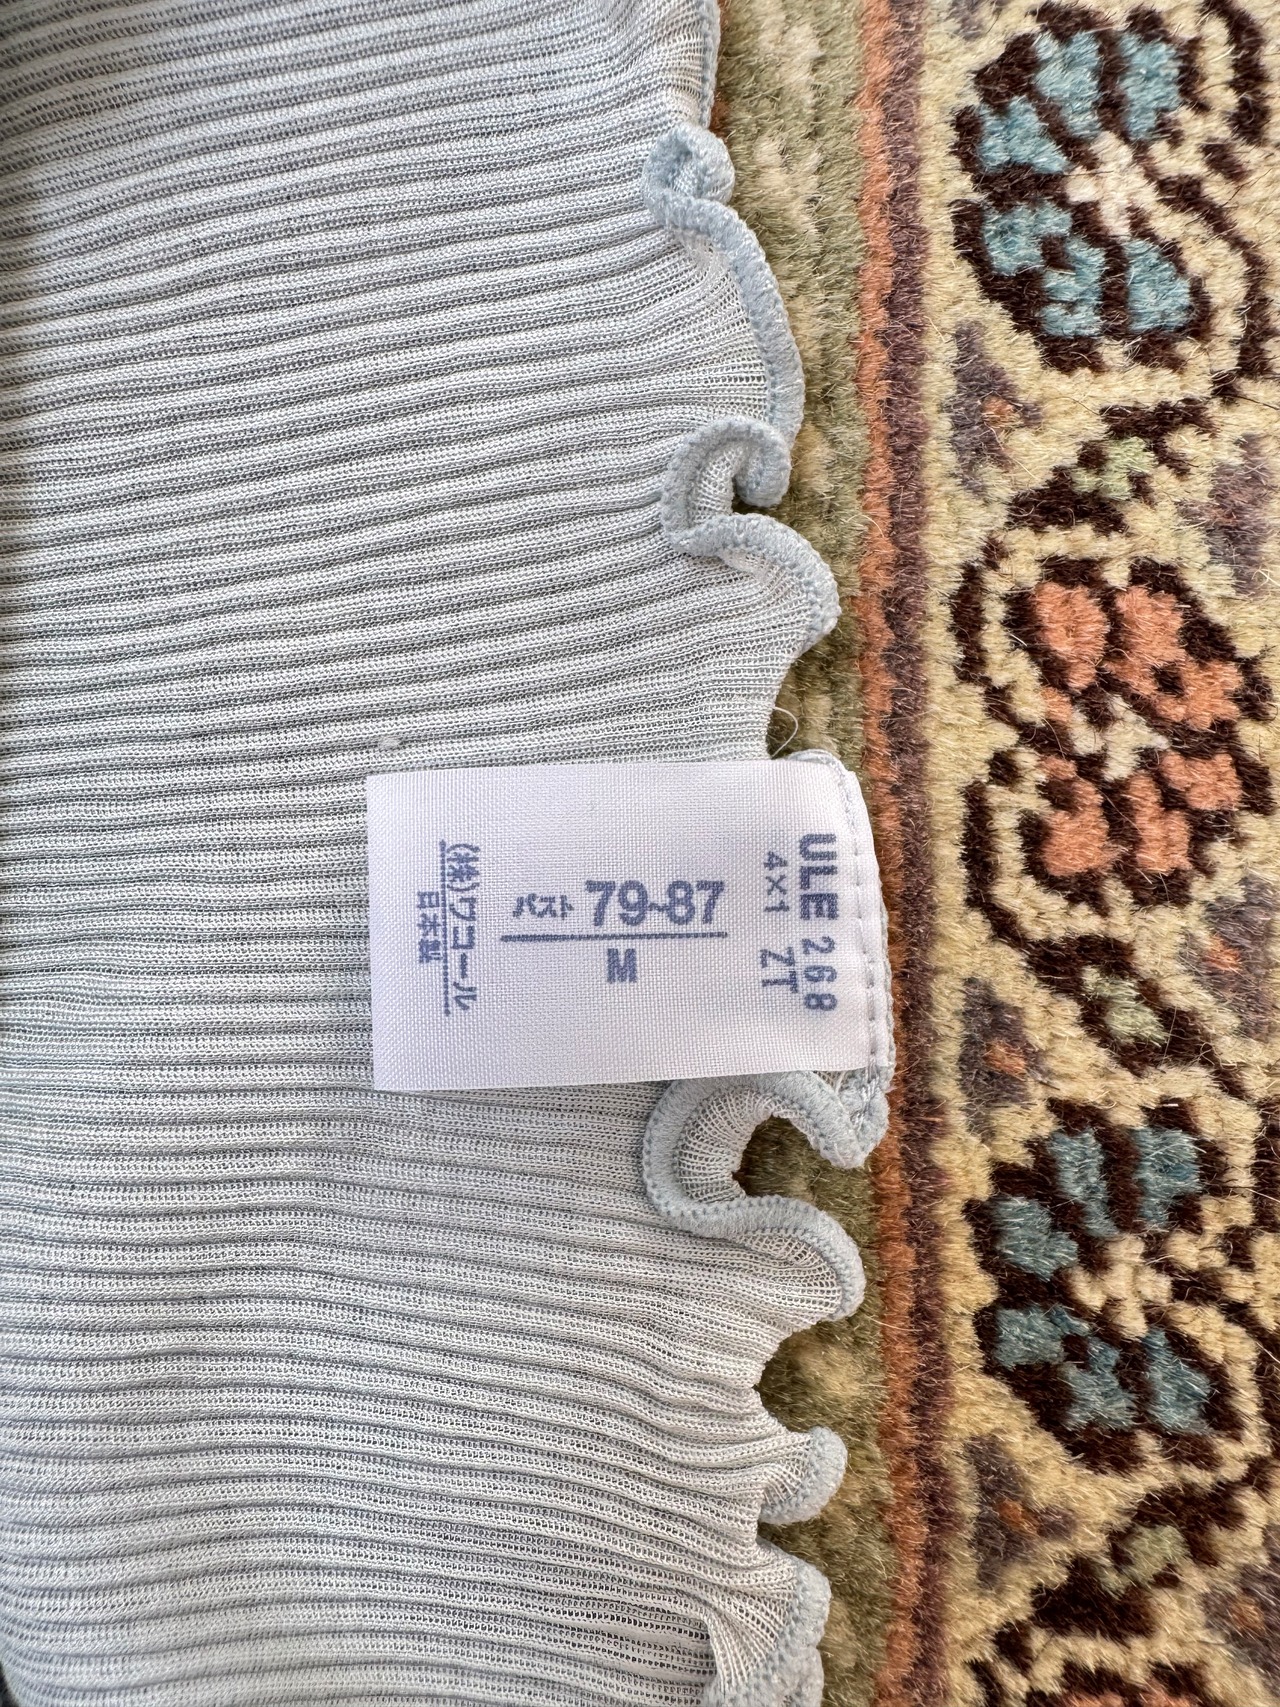 ULE 268
4×1 ZT
バスト 79~87
M
(株)ワコール
日本製